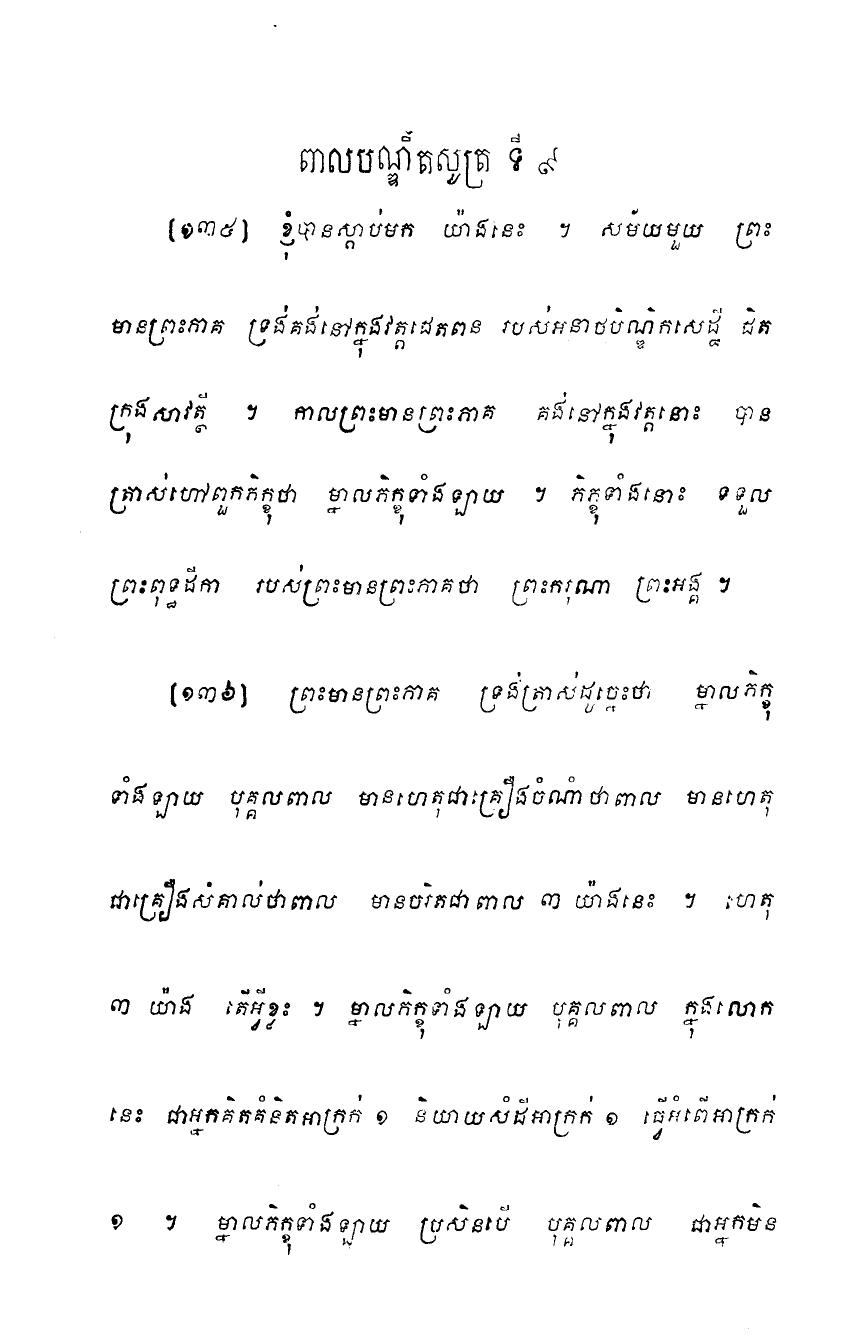 ពាលបណ្ឌិតសូត្រ ទី ៩
[១៣៥] ខ្ញុំបានស្តាប់មក យ៉ាងនេះ ។ សម័យមួយ ព្រះ
មានព្រះភាគ ទ្រង់គង់នៅក្នុងវត្តជេតពន របស់អនាថបិណ្ឌិកសេដ្ឋី ជិត
ក្រុងសាវត្ថី ។ កាលព្រះមានព្រះភាគ គង់នៅក្នុងវត្តនោះ បាន
ត្រាស់ហៅពួកភិក្ខុថា ម្នាលភិក្ខុទាំងឡាយ ។ ភិក្ខុទាំងនោះ ទទួល
ព្រះពុទ្ធដីកា របស់ព្រះមានព្រះភាគថា ព្រះករុណា ព្រះអង្គ ។
[១៣៦] ព្រះមានព្រះភាគ ទ្រង់ត្រាស់ដូច្នេះថា ម្នាលភិក្ខុ
ទាំងឡាយ បុគ្គលពាល មានហេតុជាគ្រឿងចំណាំថាពាល មានហេតុ
ជាគ្រឿងសំគាល់ថាពាល មានចរិតជាពាល ៣ យ៉ាងនេះ ។ ហេតុ
៣ យ៉ាង តើអ្វីខ្លះ ។ ម្នាលភិក្ខុទាំងឡាយ បុគ្គលពាល ក្នុងលោក
នេះ ជាអ្នកគិតគំនិតអាក្រក់ ១ និយាយសំដីអាក្រក់ ១ ធ្វើអំពើអាក្រក់
១ ។ ម្នាលភិក្ខុទាំងឡាយ ប្រសិនបើ បុគ្គលពាល ជាអ្នកមិន